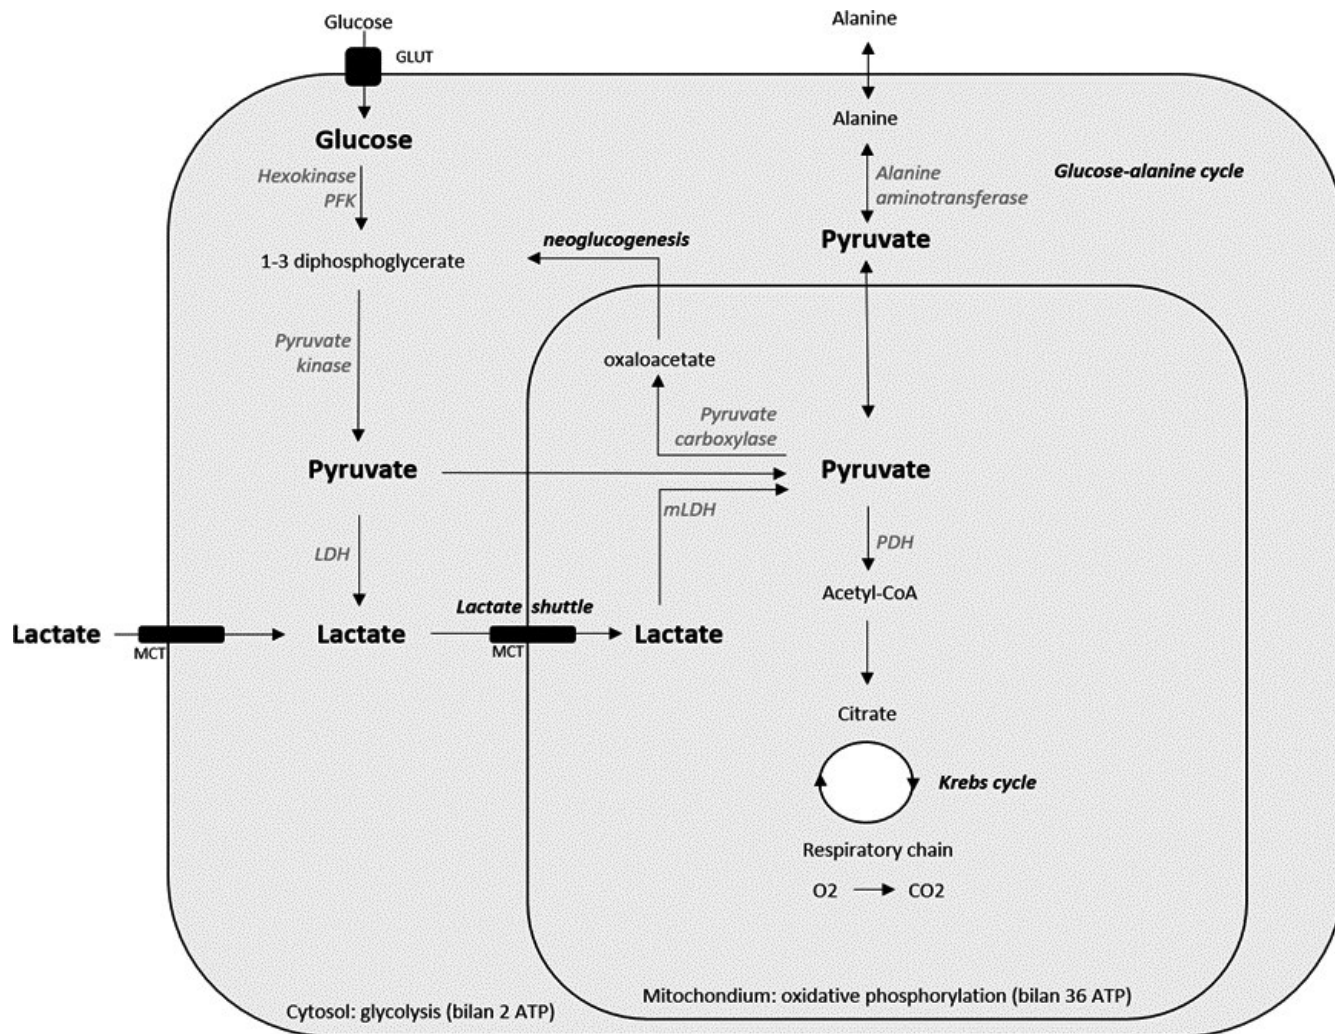 Glucose
GLUT
Glucose
Hexokinase
PFK
1-3 diphosphoglycerate
Pyruvate
kinase
Pyruvate
LDH
Lactate
MCT
Lactate
Lactate shuttle
MCT
Lactate
mLDH
neoglucogenesis
oxaloacetate
Pyruvate
carboxylase
Alanine
Alanine
Alanine
aminotransferase
Glucose-alanine cycle
Pyruvate
Pyruvate
PDH
Acetyl-CoA
Citrate
Krebs cycle
Respiratory chain
O2
CO2
Mitochondium: oxidative phosphorylation (bilan 36 ATP)
Cytosol: glycolysis (bilan 2 ATP)